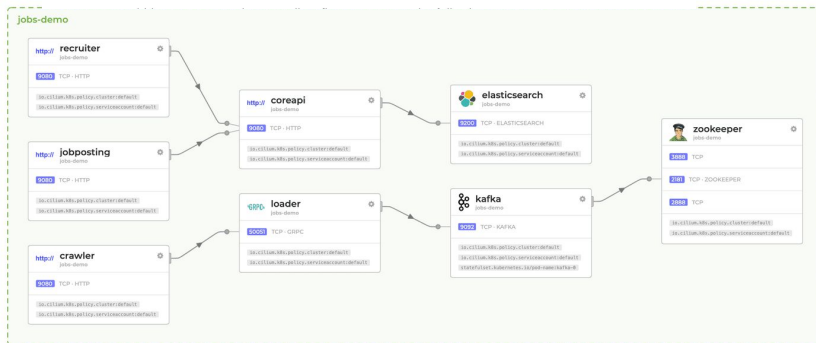 jobs-demo
http:// recruiter
jobs-demo
9080 TCP · HTTP
io.cilium.k8s.policy.cluster:default
io.cilium.k8s.policy.serviceaccount:default
http:// jobposting
jobs-demo
9080 TCP · HTTP
io.cilium.k8s.policy.cluster:default
io.cilium.k8s.policy.serviceaccount:default
http:// crawler
jobs-demo
9080 TCP · HTTP
io.cilium.k8s.policy.cluster:default
io.cilium.k8s.policy.serviceaccount:default
http:// coreapi
jobs-demo
9080 TCP · HTTP
io.cilium.k8s.policy.cluster:default
io.cilium.k8s.policy.serviceaccount:default
GRPC loader
jobs-demo
50051 TCP · GRPC
io.cilium.k8s.policy.cluster:default
io.cilium.k8s.policy.serviceaccount:default
elasticsearch
jobs-demo
9200 TCP · ELASTICSEARCH
io.cilium.k8s.policy.cluster:default
io.cilium.k8s.policy.serviceaccount:default
kafka
jobs-demo
9092 TCP · KAFKA
io.cilium.k8s.policy.cluster:default
io.cilium.k8s.policy.serviceaccount:default
statefulset.kubernetes.io/pod-name:kafka-0
zookeeper
jobs-demo
3888 TCP
2181 TCP · ZOOKEEPER
2888 TCP
io.cilium.k8s.policy.cluster:default
io.cilium.k8s.policy.serviceaccount:default